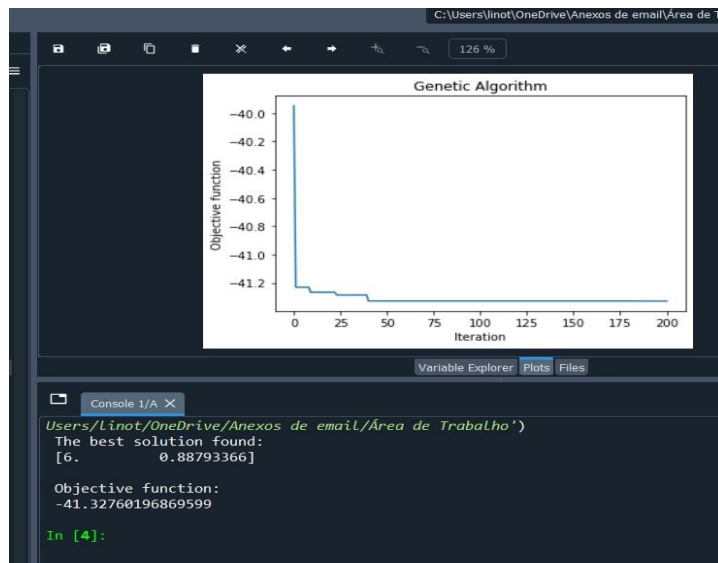 C:\Users\linot\OneDrive\Anexos de email\Área de T
126 %
Genetic Algorithm
Objective function
−40.0
−40.2
−40.4
−40.6
−40.8
−41.0
−41.2
0 25 50 75 100 125 150 175 200
Iteration
Variable Explorer Plots Files
Console 1/A
Users/linot/OneDrive/Anexos de email/Área de Trabalho')
The best solution found:
[6. 0.88793366]
Objective function:
-41.32760196869599
In [4]: